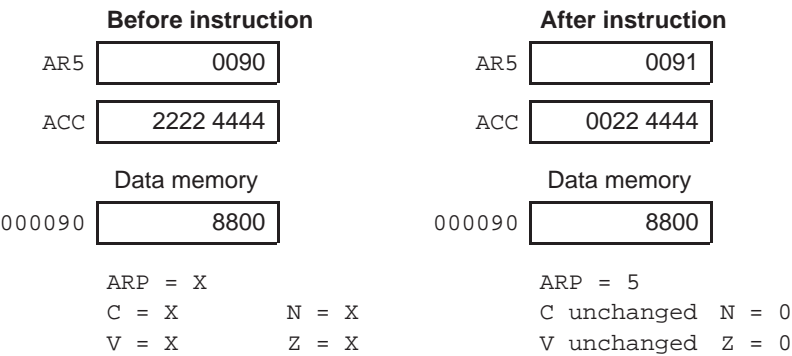 Before instruction After instruction
AR5 0090 AR5 0091
ACC 2222 4444 ACC 0022 4444
Data memory Data memory
000090 8800 000090 8800
ARP = X ARP = 5
C = X N = X C unchanged N = 0
V = X Z = X V unchanged Z = 0